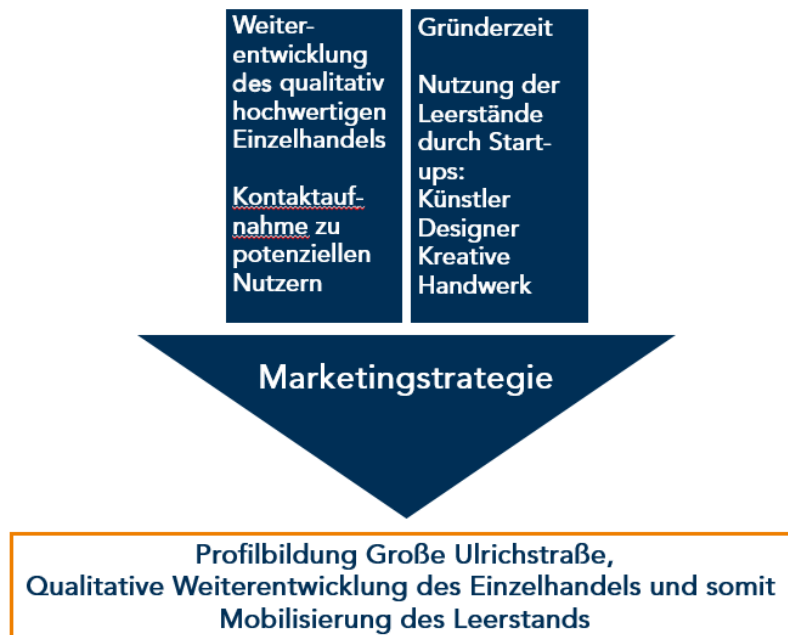 Weiter-
entwicklung
des qualitativ
hochwertigen
Einzelhandels
Kontaktauf-
nahme zu
potenziellen
Nutzern
Gründerzeit
Nutzung der
Leerstände
durch Start-
ups:
Künstler
Designer
Kreative
Handwerk
Marketingstrategie
Profilbildung Große Ulrichstraße,
Qualitative Weiterentwicklung des Einzelhandels und somit
Mobilisierung des Leerstands